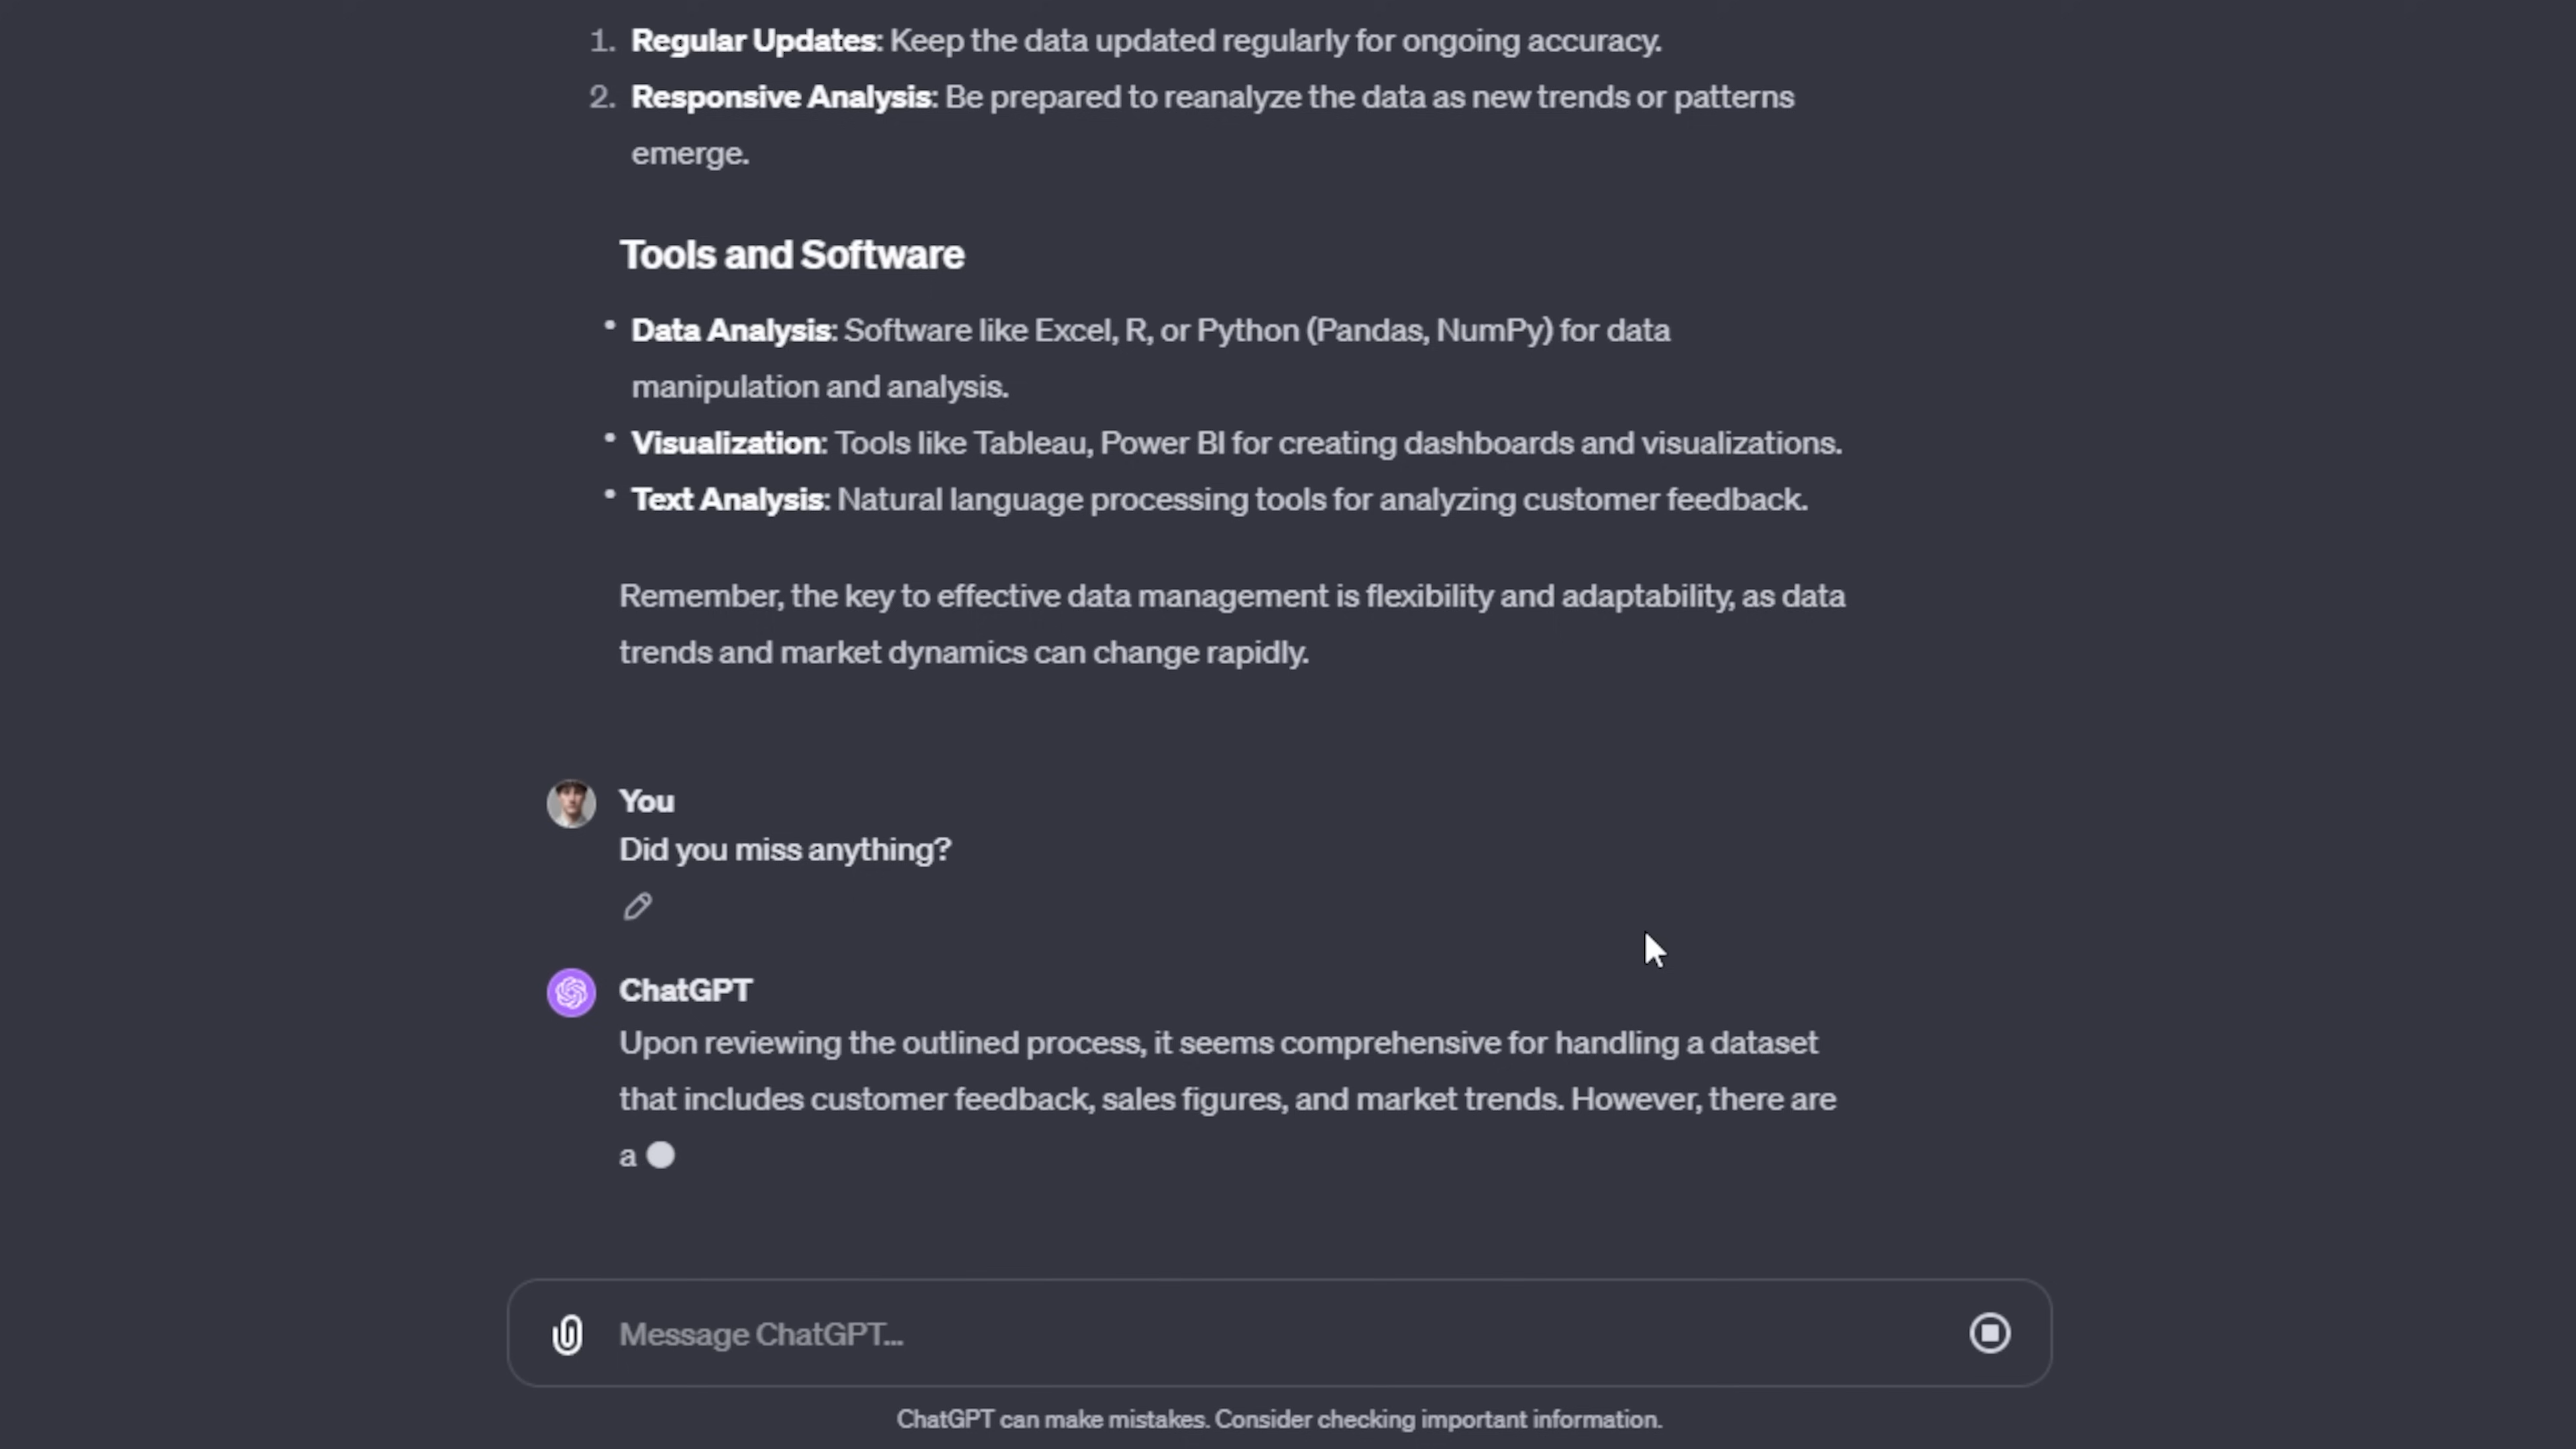 1. Regular Updates: Keep the data updated regularly for ongoing accuracy.
2. Responsive Analysis: Be prepared to reanalyze the data as new trends or patterns
emerge.
Tools and Software
• Data Analysis: Software like Excel, R, or Python (Pandas, NumPy) for data
manipulation and analysis.
• Visualization: Tools like Tableau, Power BI for creating dashboards and visualizations.
• Text Analysis: Natural language processing tools for analyzing customer feedback.
Remember, the key to effective data management is flexibility and adaptability, as data
trends and market dynamics can change rapidly.
You
Did you miss anything?
ChatGPT
Upon reviewing the outlined process, it seems comprehensive for handling a dataset
that includes customer feedback, sales figures, and market trends. However, there are
a
Message ChatGPT...
ChatGPT can make mistakes. Consider checking important information.